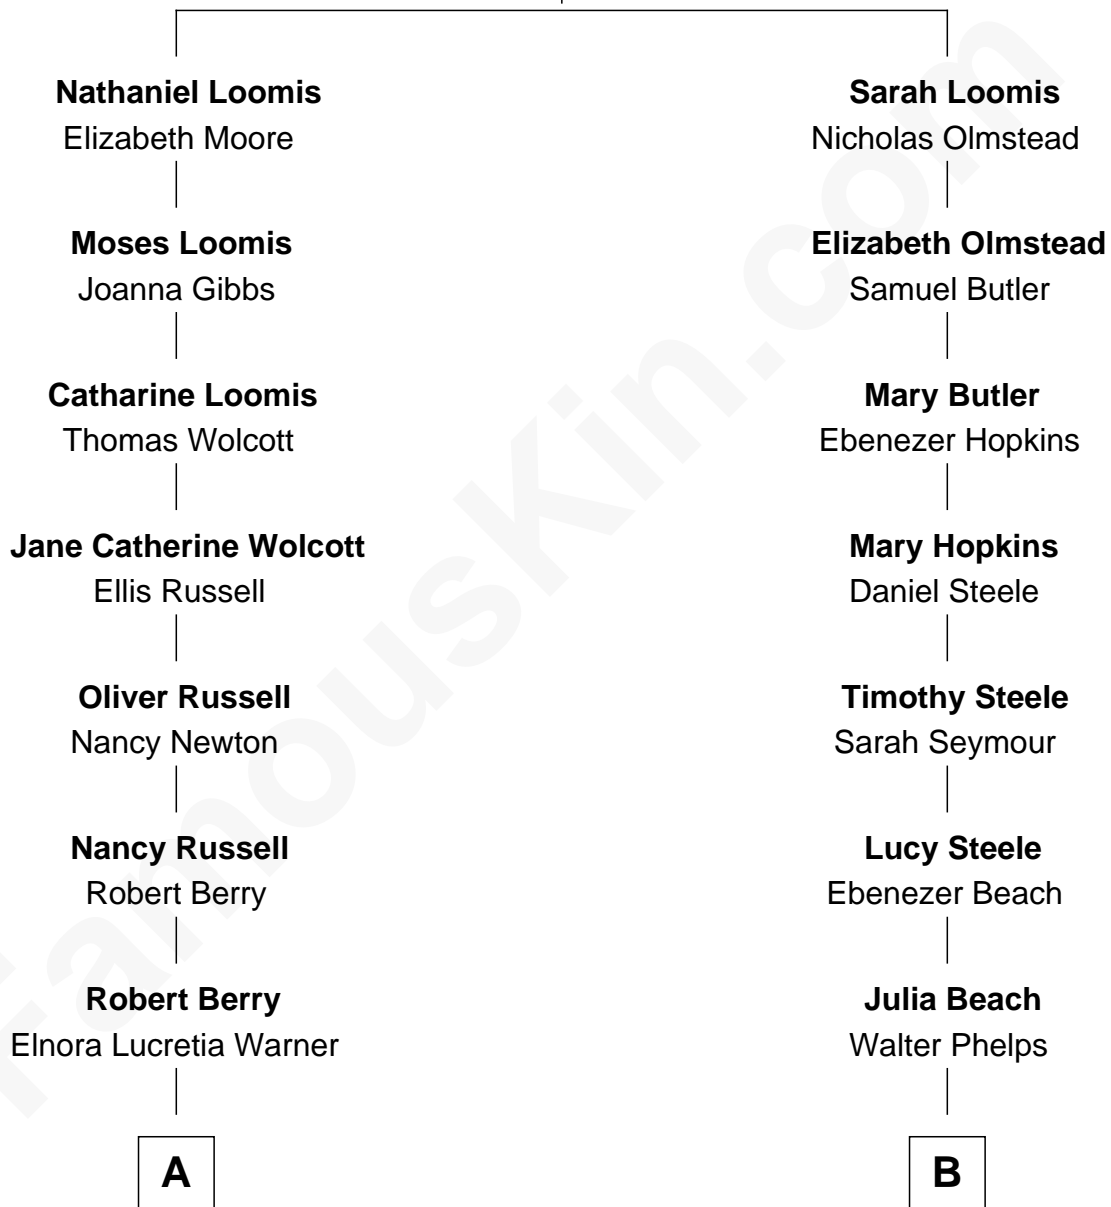 Nathaniel Loomis
Elizabeth Moore
Moses Loomis
Joanna Gibbs
Catharine Loomis
Thomas Wolcott
Jane Catherine Wolcott
Ellis Russell
Oliver Russell
Nancy Newton
Nancy Russell
Robert Berry
Robert Berry
Elnora Lucretia Warner
A
Sarah Loomis
Nicholas Olmstead
Elizabeth Olmstead
Samuel Butler
Mary Butler
Ebenezer Hopkins
Mary Hopkins
Daniel Steele
Timothy Steele
Sarah Seymour
Lucy Steele
Ebenezer Beach
Julia Beach
Walter Phelps
B
FamousKin.com